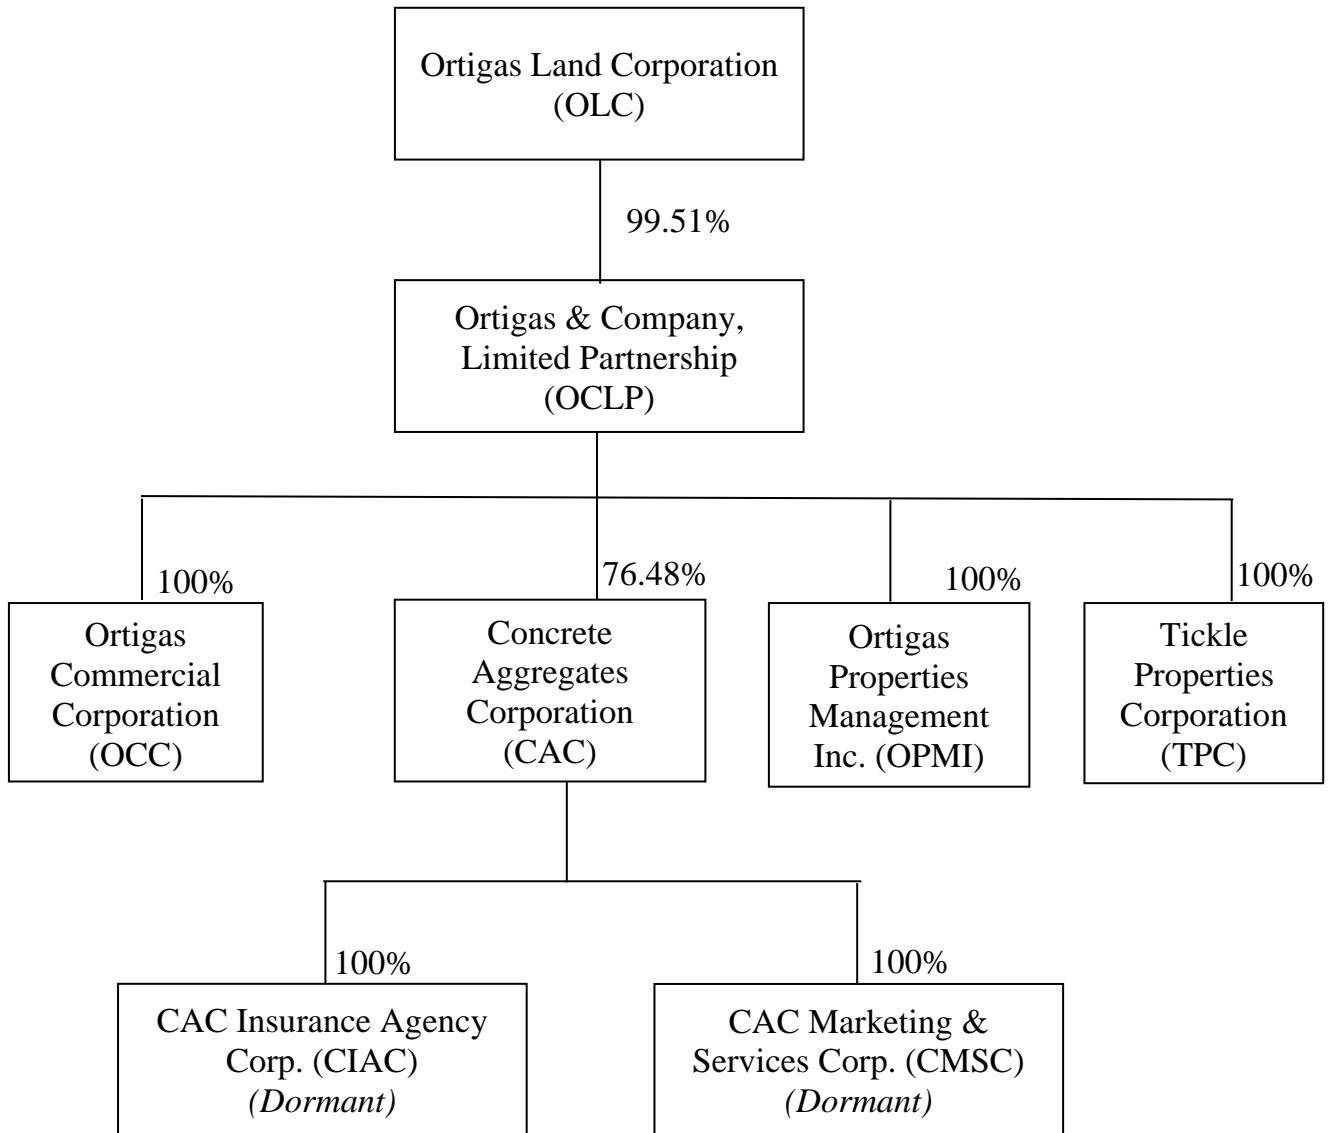 Ortigas Land Corporation
(OLC)
99.51%
Ortigas & Company,
Limited Partnership
(OCLP)
100%
76.48%
100%
100%
Ortigas
Commercial
Corporation
(OCC)
Concrete
Aggregates
Corporation
(CAC)
Ortigas
Properties
Management
Inc. (OPMI)
Tickle
Properties
Corporation
(TPC)
100%
100%
CAC Insurance Agency
Corp. (CIAC)
(Dormant)
CAC Marketing &
Services Corp. (CMSC)
(Dormant)